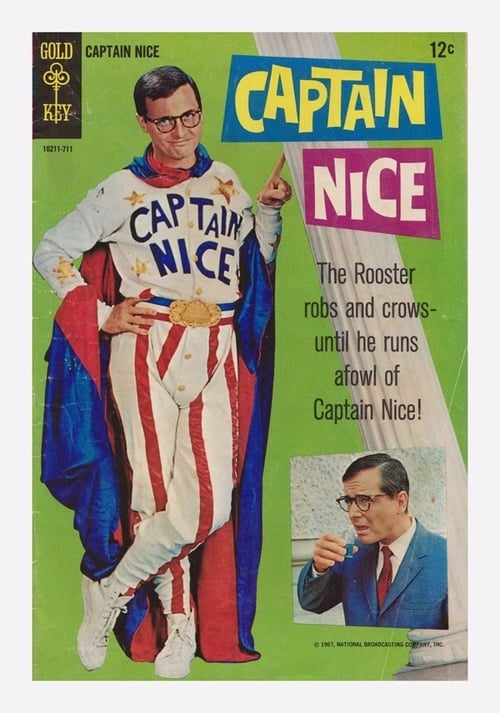 GOLD
KEY
CAPTAIN NICE
12c
10211-711
CAPTAIN
NICE
CAPTAIN
NICE
The Rooster
robs and crows-
until he runs
afowl of
Captain Nice!
© 1967, NATIONAL BROADCASTING COMPANY, INC.